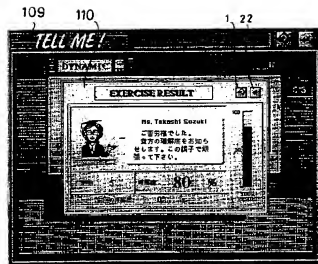 109 110 1 22
TELL ME!
DYNAMIC
EXERCISE RESULT
Ms. Takashi Suzuki
ご苦労様でした。
貴方の理解度をお知ら
せします。この調子で頑
張って下さい。
80 %